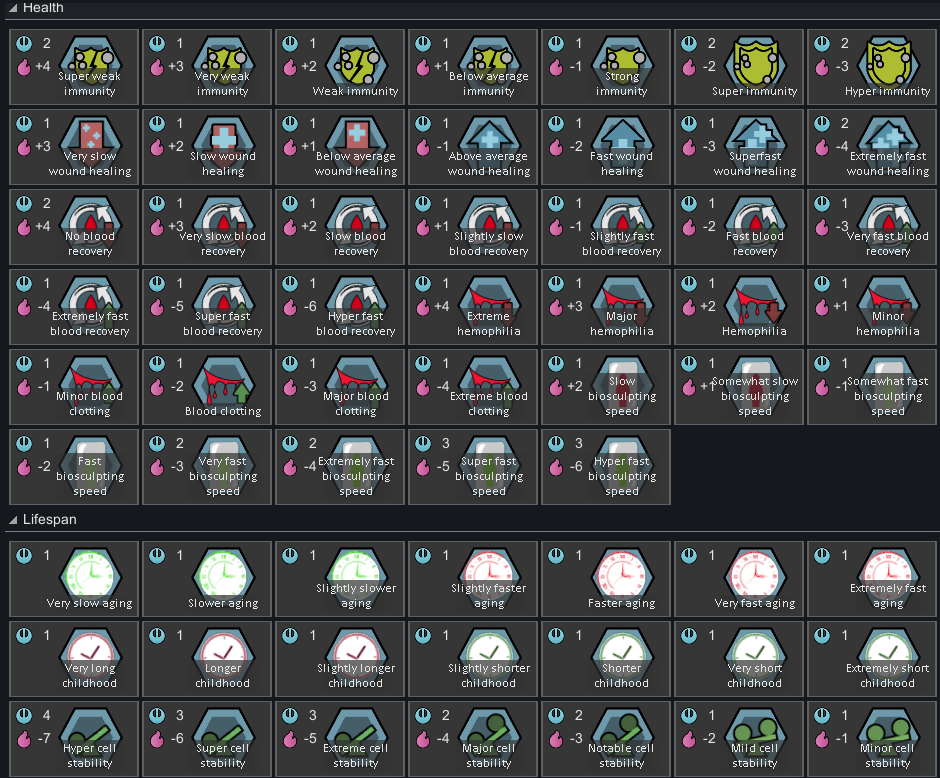 Health
2
+4
Super weak
immunity
1
+3
Very weak
immunity
1
+2
Weak immunity
1
+1
Below average
immunity
1
-1
Strong
immunity
2
-2
Super immunity
2
-3
Hyper immunity
1
+3
Very slow
wound healing
1
+2
Slow wound
healing
1
+1
Below average
wound healing
1
-1
Above average
wound healing
1
-2
Fast wound
healing
1
-3
Superfast
wound healing
2
-4
Extremely fast
wound healing
2
+4
No blood
recovery
1
+3
Very slow blood
recovery
1
+2
Slow blood
recovery
1
+1
Slightly slow
blood recovery
1
-1
Slightly fast
blood recovery
1
-2
Fast blood
recovery
1
-3
Very fast blood
recovery
1
-4
Extremely fast
blood recovery
1
-5
Super fast
blood recovery
1
-6
Hyper fast
blood recovery
1
+4
Extreme
hemophilia
1
+3
Major
hemophilia
1
+2
Hemophilia
1
+1
Minor
hemophilia
1
-1
Minor blood
clotting
1
-2
Blood clotting
1
-3
Major blood
clotting
1
-4
Extreme blood
clotting
1
+2
Slow
biosculpting
speed
1
+1
Somewhat slow
biosculpting
speed
1
-1
Somewhat fast
biosculpting
speed
1
-2
Fast
biosculpting
speed
2
-3
Very fast
biosculpting
speed
2
-4
Extremely fast
biosculpting
speed
3
-5
Super fast
biosculpting
speed
3
-6
Hyper fast
biosculpting
speed
Lifespan
1
Very slow aging
1
Slower aging
1
Slightly slower
aging
1
Slightly faster
aging
1
Faster aging
1
Very fast aging
1
Extremely fast
aging
1
Very long
childhood
1
Longer
childhood
1
Slightly longer
childhood
1
Slightly shorter
childhood
1
Shorter
childhood
1
Very short
childhood
1
Extremely short
childhood
4
-7
Hyper cell
stability
3
-6
Super cell
stability
3
-5
Extreme cell
stability
2
-4
Major cell
stability
2
-3
Notable cell
stability
1
-2
Mild cell
stability
1
-1
Minor cell
stability